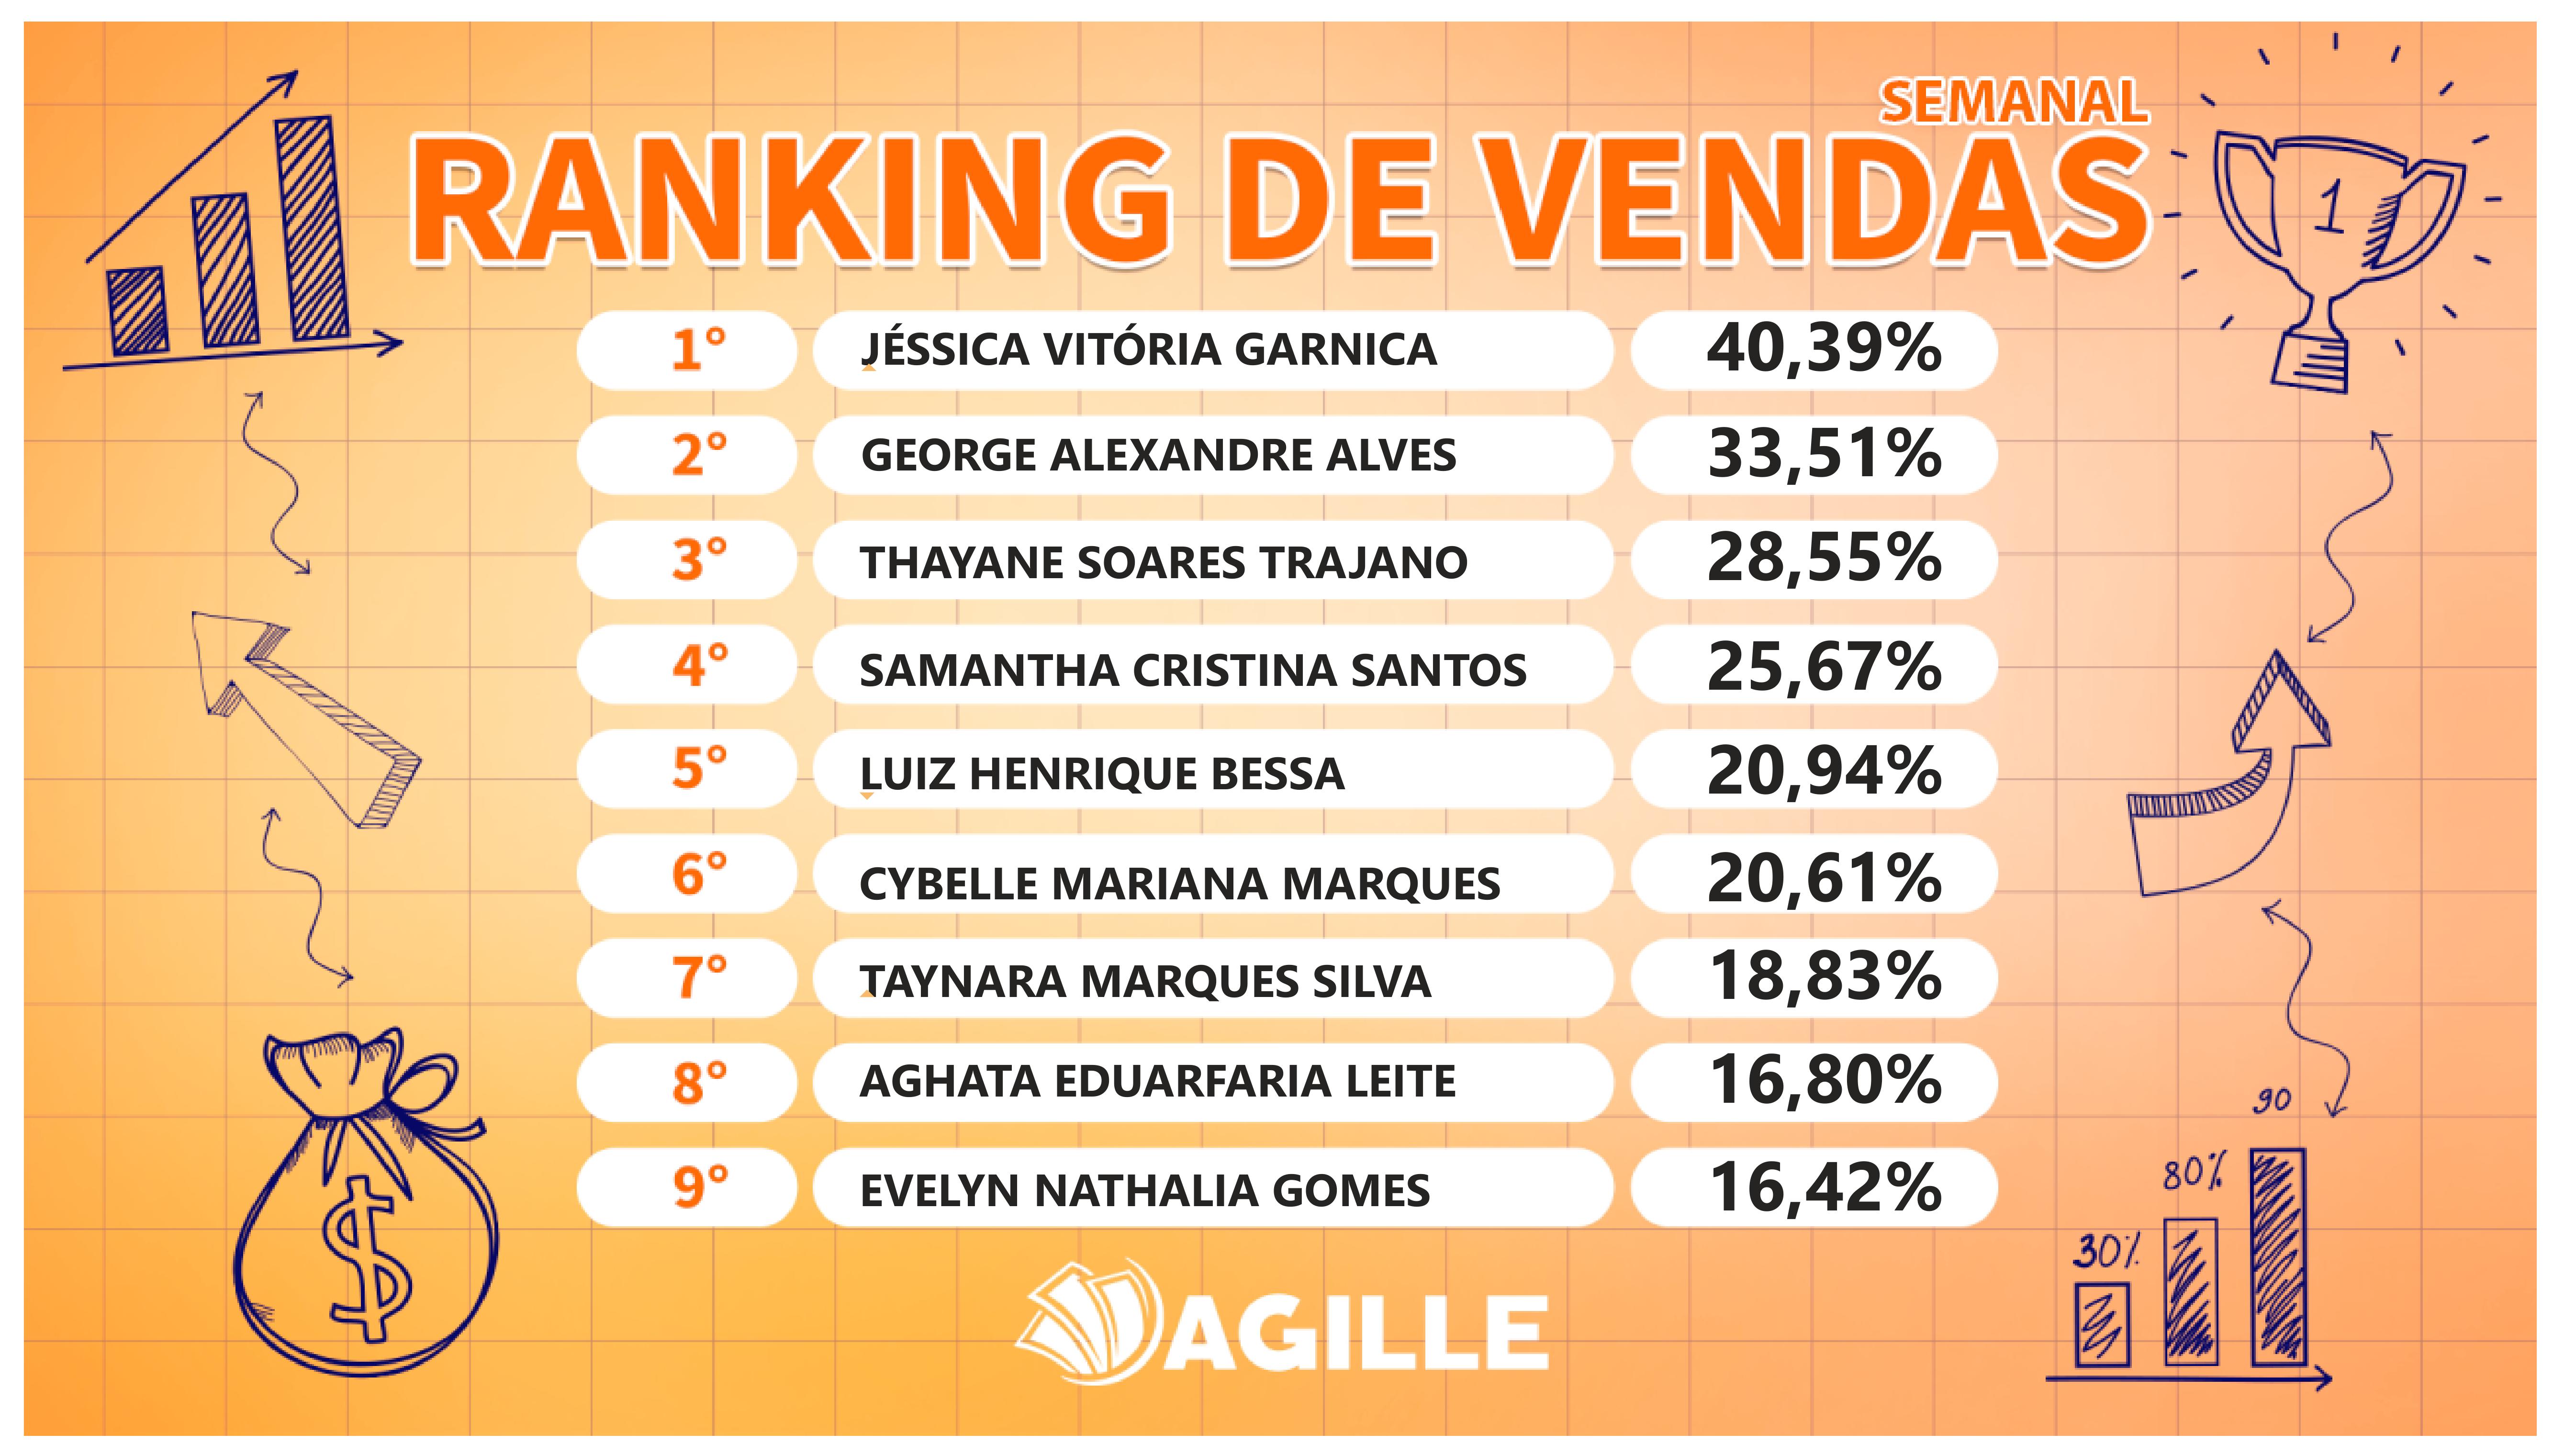 SEMANAL
RANKING DE VENDAS
1° JÉSSICA VITÓRIA GARNICA 40,39%
2° GEORGE ALEXANDRE ALVES 33,51%
3° THAYANE SOARES TRAJANO 28,55%
4° SAMANTHA CRISTINA SANTOS 25,67%
5° LUIZ HENRIQUE BESSA 20,94%
6° CYBELLE MARIANA MARQUES 20,61%
7° TAYNARA MARQUES SILVA 18,83%
8° AGHATA EDUARFARIA LEITE 16,80%
9° EVELYN NATHALIA GOMES 16,42%
AGILLE
1
$
30%
80%
90